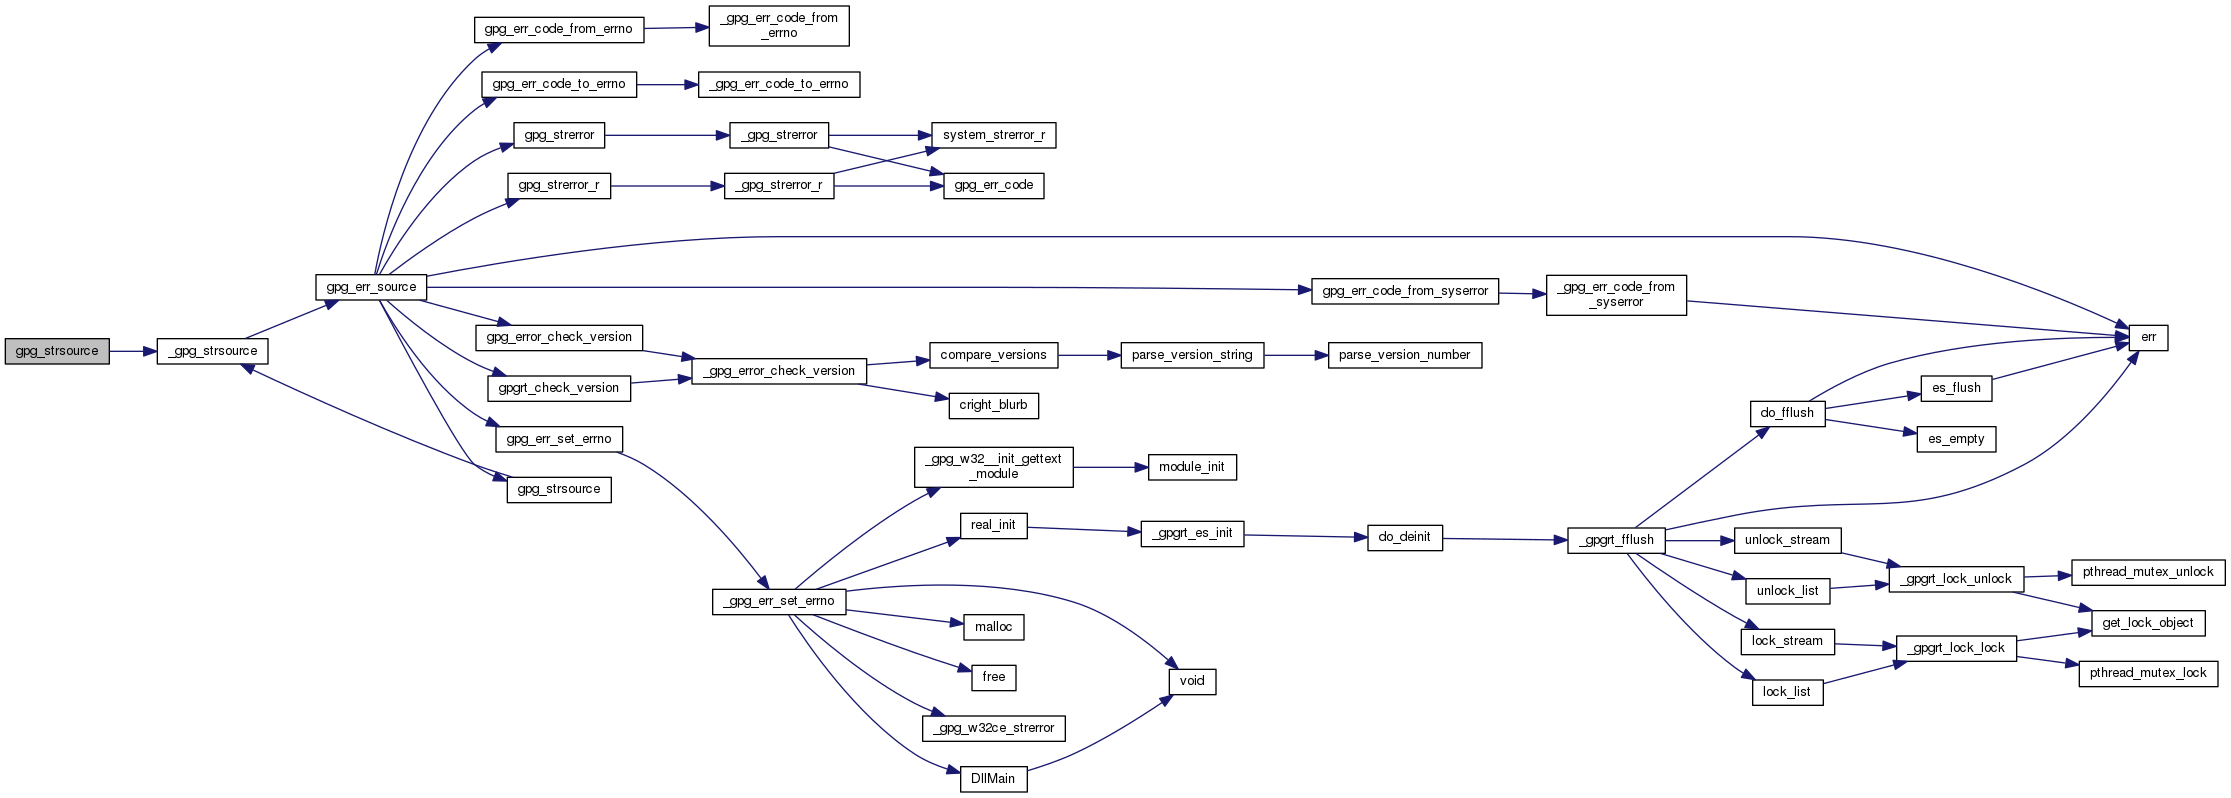 gpg_err_code_from_errno
_gpg_err_code_from
_errno
gpg_err_code_to_errno
_gpg_err_code_to_errno
gpg_strerror
_gpg_strerror
system_strerror_r
gpg_strerror_r
_gpg_strerror_r
gpg_err_code
gpg_err_source
gpg_err_code_from_syserror
_gpg_err_code_from
_syserror
gpg_strsource
_gpg_strsource
gpg_error_check_version
err
compare_versions
parse_version_string
parse_version_number
_gpg_error_check_version
gpgrt_check_version
cright_blurb
es_flush
do_fflush
es_empty
gpg_err_set_errno
_gpg_w32__init_gettext
_module
module_init
gpg_strsource
real_init
_gpgrt_es_init
do_deinit
_gpgrt_fflush
unlock_stream
_gpgrt_lock_unlock
pthread_mutex_unlock
unlock_list
get_lock_object
_gpg_err_set_errno
malloc
lock_stream
_gpgrt_lock_lock
free
void
lock_list
pthread_mutex_lock
_gpg_w32ce_strerror
DllMain